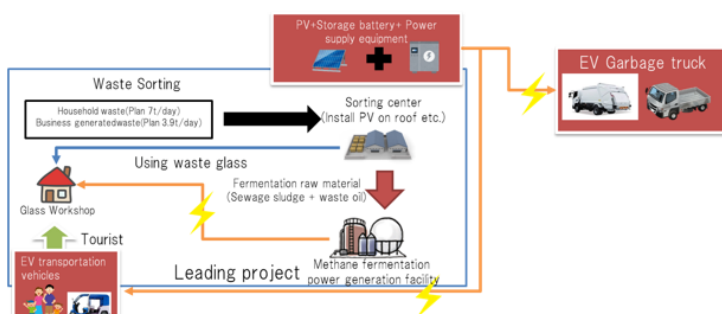 PV+Storage battery+ Power
supply equipment
EV Garbage truck
Waste Sorting
Household waste(Plan 7t/day)
Business generatedwaste(Plan 3.9t/day)
Sorting center
(Install PV on roof etc.)
Using waste glass
Fermentation raw material
(Sewage sludge + waste oil)
Glass Workshop
Tourist
EV transportation
vehicles
Leading project
Methane fermentation
power generation facility